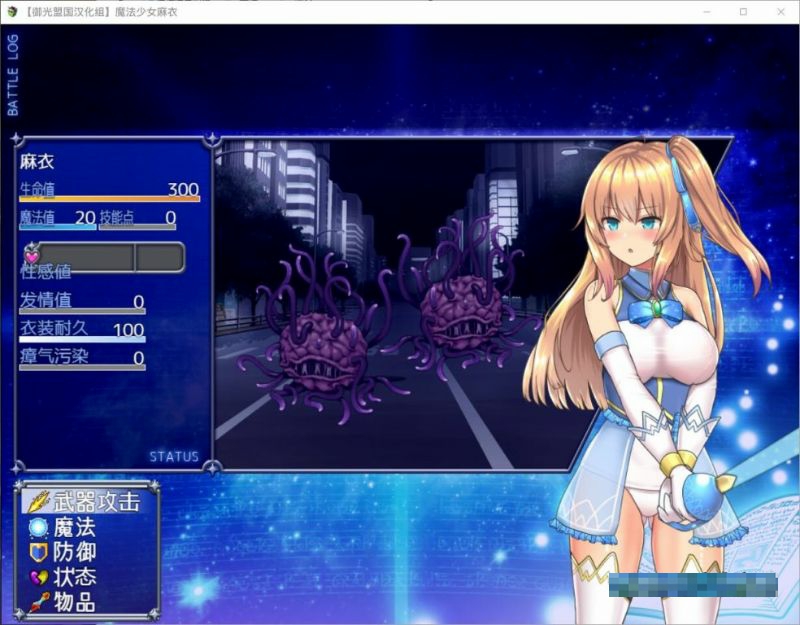 【御光盟国汉化组】魔法少女麻衣
BATTLE LOG
麻衣
生命值 300
魔法值 20 技能点 0
性感値
发情值 0
衣装耐久 100
瘴气污染 0
STATUS
武器攻击
魔法
防御
状态
物品